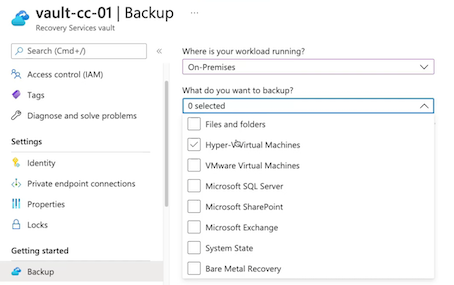 vault-cc-01 | Backup ...
Recovery Services vault
Search (Cmd+/)
«
Access control (IAM)
Tags
Diagnose and solve problems
Settings
Identity
Private endpoint connections
Properties
Locks
Getting started
Backup
Where is your workload running?
On-Premises
What do you want to backup?
0 selected
Files and folders
Hyper-V Virtual Machines
VMware Virtual Machines
Microsoft SQL Server
Microsoft SharePoint
Microsoft Exchange
System State
Bare Metal Recovery